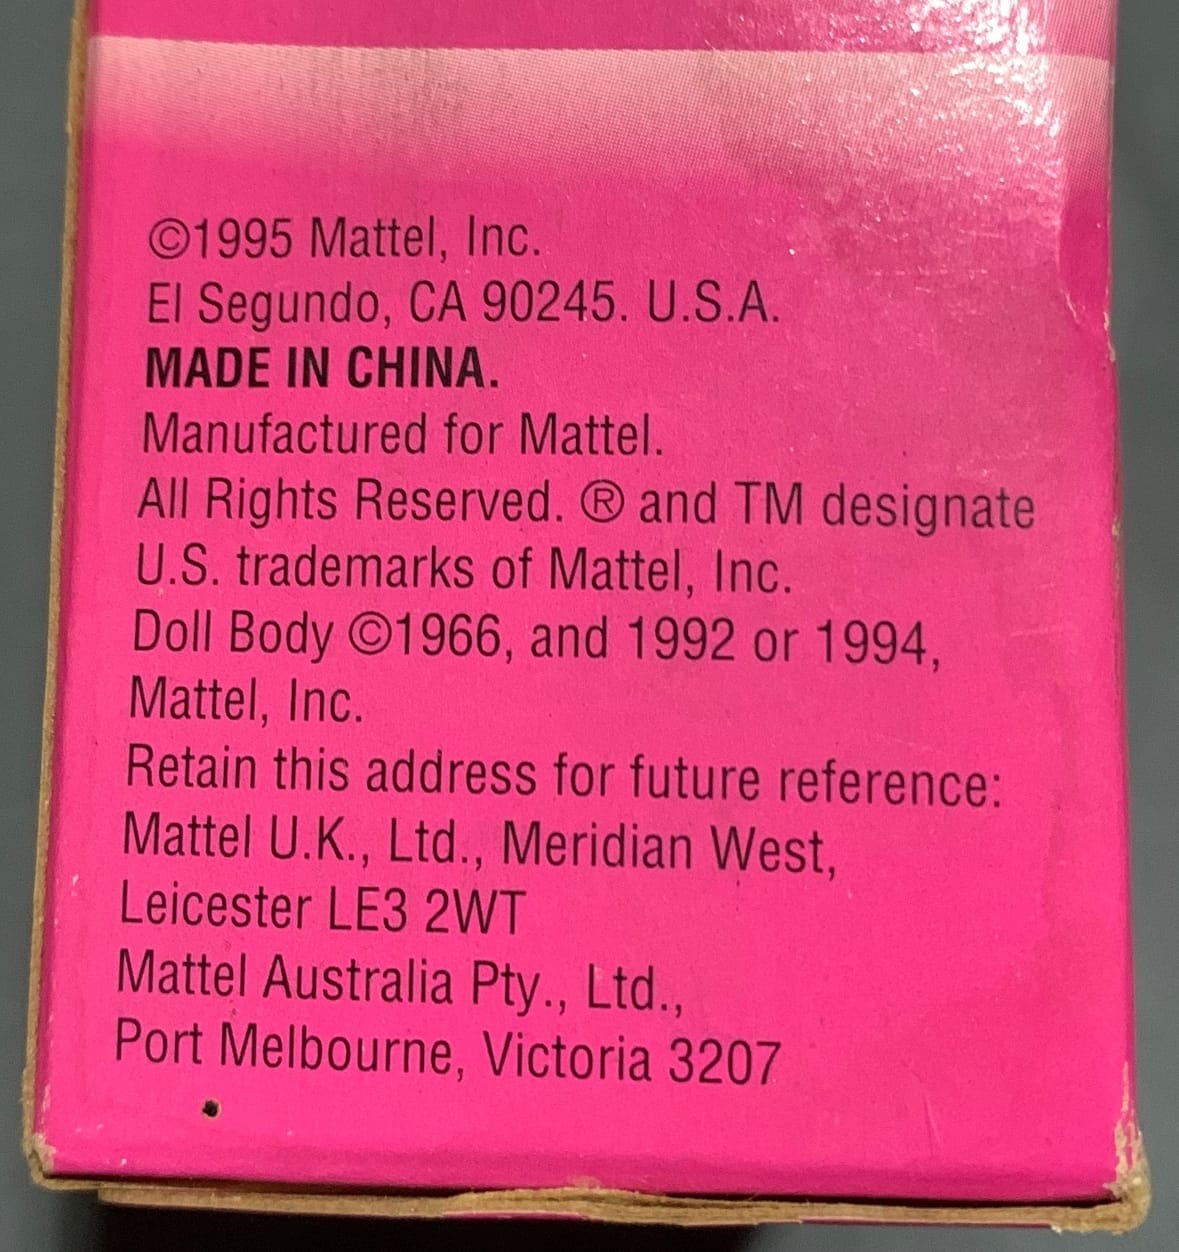 ©1995 Mattel, Inc.
El Segundo, CA 90245. U.S.A.
MADE IN CHINA.
Manufactured for Mattel.
All Rights Reserved. ® and TM designate
U.S. trademarks of Mattel, Inc.
Doll Body ©1966, and 1992 or 1994,
Mattel, Inc.
Retain this address for future reference:
Mattel U.K., Ltd., Meridian West,
Leicester LE3 2WT
Mattel Australia Pty., Ltd.,
Port Melbourne, Victoria 3207